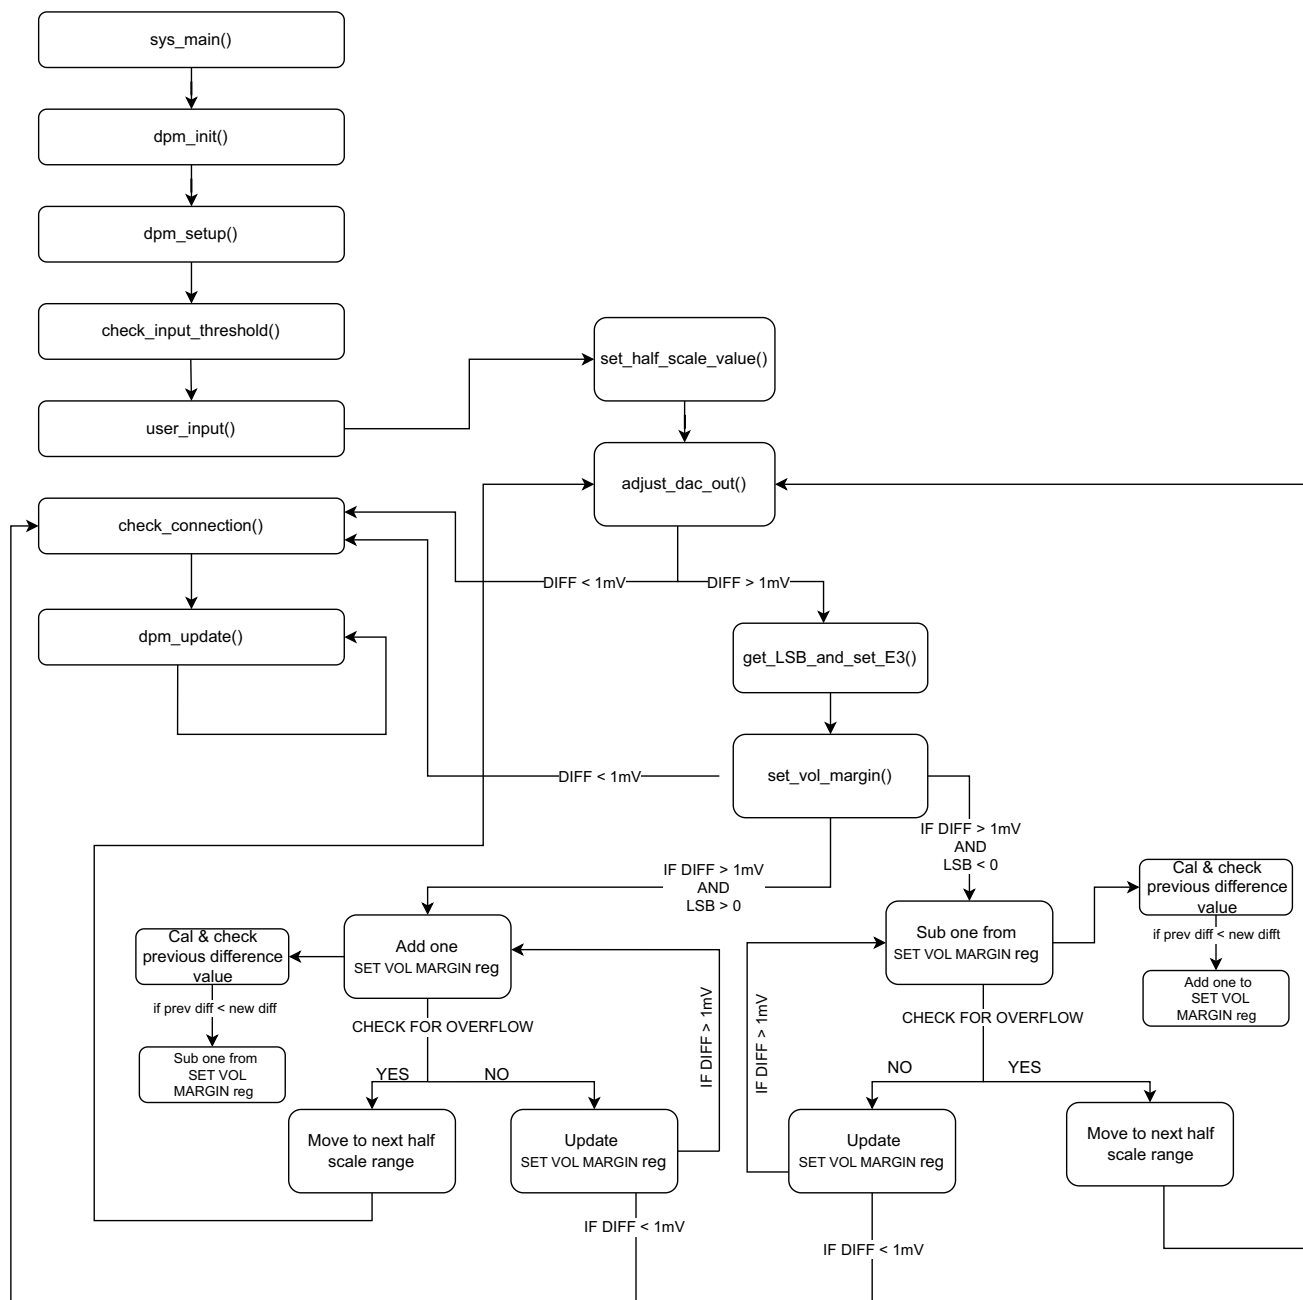 sys_main()
dpm_init()
dpm_setup()
check_input_threshold()
user_input()
set_half_scale_value()
adjust_dac_out()
check_connection()
DIFF < 1mV
DIFF > 1mV
dpm_update()
get_LSB_and_set_E3()
set_vol_margin()
DIFF < 1mV
IF DIFF > 1mV
AND
LSB < 0
IF DIFF > 1mV
AND
LSB > 0
Cal & check
previous difference
value
if prev diff < new difft
Add one to
SET VOL
MARGIN reg
Sub one from
SET VOL MARGIN reg
Add one
SET VOL MARGIN reg
Cal & check
previous difference
value
if prev diff < new diff
Sub one from
SET VOL
MARGIN reg
CHECK FOR OVERFLOW
IF DIFF > 1mV
IF DIFF > 1mV
CHECK FOR OVERFLOW
YES
NO
NO
YES
Move to next half
scale range
Update
SET VOL MARGIN reg
Update
SET VOL MARGIN reg
Move to next half
scale range
IF DIFF < 1mV
IF DIFF < 1mV